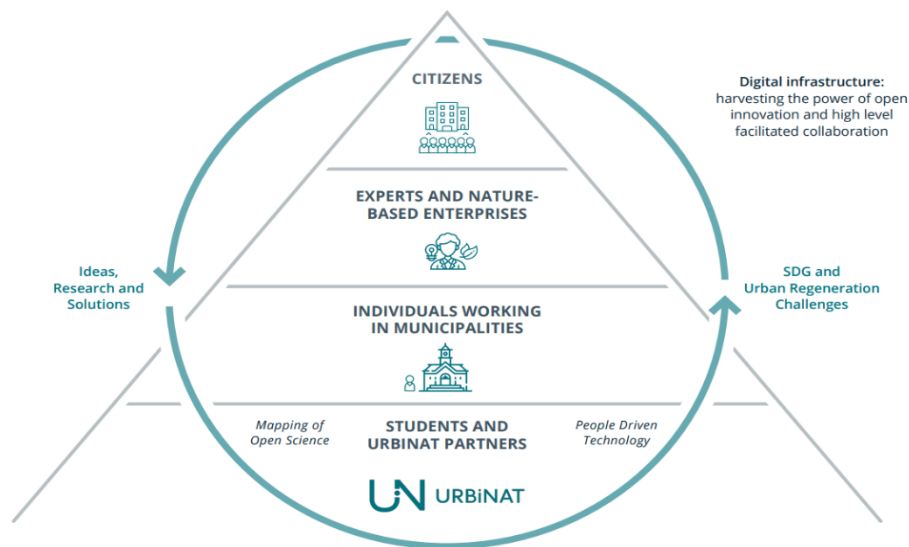 CITIZENS
Digital infrastructure:
harvesting the power of open
innovation and high level
facilitated collaboration
EXPERTS AND NATURE-
BASED ENTERPRISES
Ideas,
Research and
Solutions
SDG and
Urban Regeneration
Challenges
INDIVIDUALS WORKING
IN MUNICIPALITIES
Mapping of
Open Science
STUDENTS AND
URBINAT PARTNERS
People Driven
Technology
UN URBiNAT